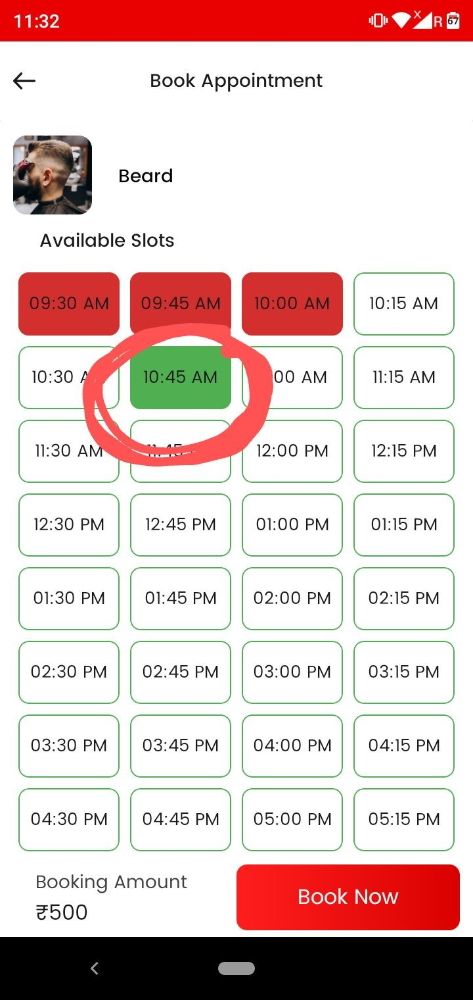 11:32
X R 67
Book Appointment
Beard
Available Slots
09:30 AM 09:45 AM 10:00 AM 10:15 AM
10:30 10:45 AM :00 AM 11:15 AM
11:30 AM 11:45 12:00 PM 12:15 PM
12:30 PM 12:45 PM 01:00 PM 01:15 PM
01:30 PM 01:45 PM 02:00 PM 02:15 PM
02:30 PM 02:45 PM 03:00 PM 03:15 PM
03:30 PM 03:45 PM 04:00 PM 04:15 PM
04:30 PM 04:45 PM 05:00 PM 05:15 PM
Booking Amount
₹500
Book Now